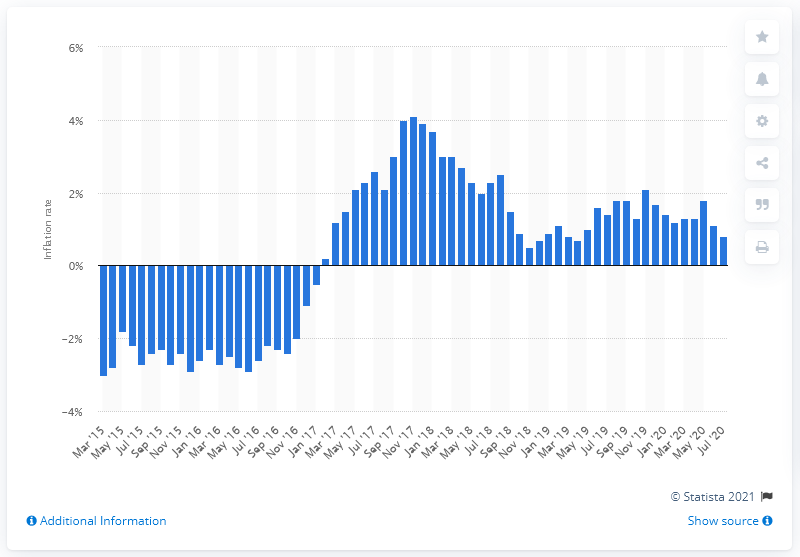 6%
4%
2%
0%
−2%
−4%
Inflation rate
Mar '15
May '15
Jul '15
Sep '15
Nov '15
Jan '16
Mar '16
May '16
Jul '16
Sep '16
Nov '16
Jan '17
Mar '17
May '17
Jul '17
Sep '17
Nov '17
Jan '18
Mar '18
May '18
Jul '18
Sep '18
Nov '18
Jan '19
Mar '19
May '19
Jul '19
Sep '19
Nov '19
Jan '20
Mar '20
May '20
Jul '20
© Statista 2021
Additional Information
Show source